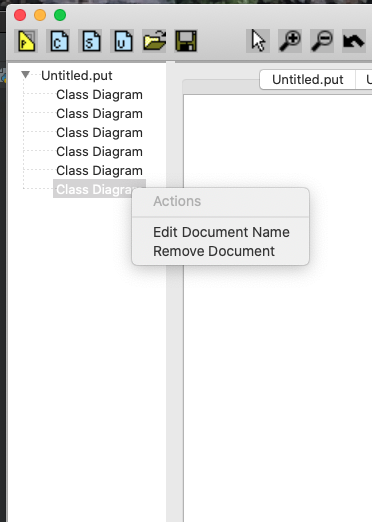 P C S U
Untitled.put
Untitled.put U
Class Diagram
Class Diagram
Class Diagram
Class Diagram
Class Diagram
Class Diagram
Actions
Edit Document Name
Remove Document